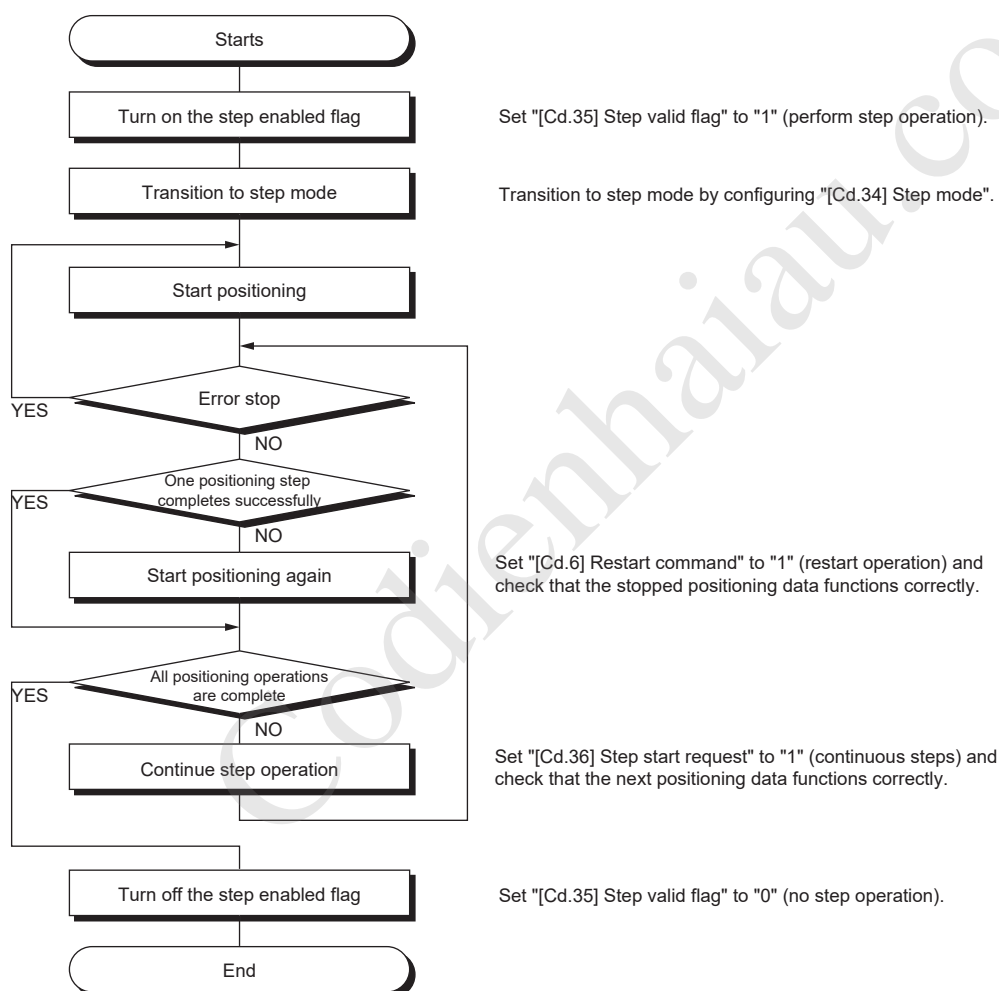 Starts
Turn on the step enabled flag
Set "[Cd.35] Step valid flag" to "1" (perform step operation).
Transition to step mode
Transition to step mode by configuring "[Cd.34] Step mode".
Start positioning
Error stop
YES
NO
One positioning step
completes successfully
YES
NO
Start positioning again
Set "[Cd.6] Restart command" to "1" (restart operation) and
check that the stopped positioning data functions correctly.
All positioning operations
are complete
YES
NO
Continue step operation
Set "[Cd.36] Step start request" to "1" (continuous steps) and
check that the next positioning data functions correctly.
Turn off the step enabled flag
Set "[Cd.35] Step valid flag" to "0" (no step operation).
End
Codienhaiau.co